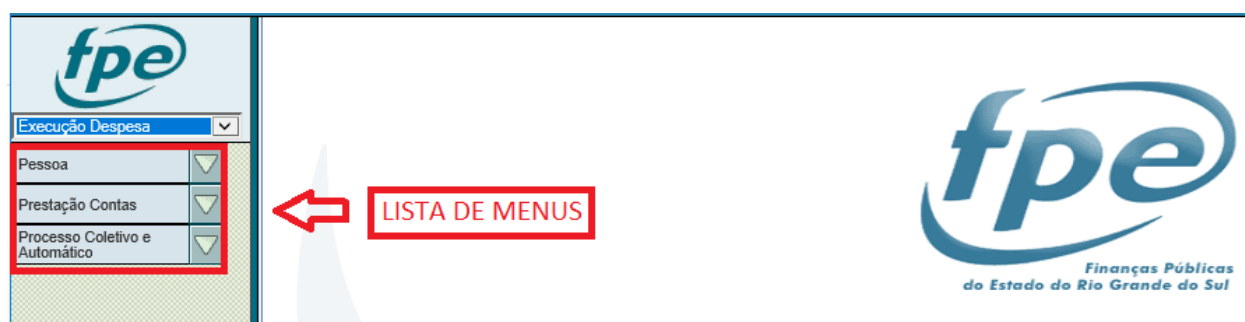 fpe
Execução Despesa
Pessoa
Prestação Contas
Processo Coletivo e
Automático
LISTA DE MENUS
fpe
Finanças Públicas
do Estado do Rio Grande do Sul